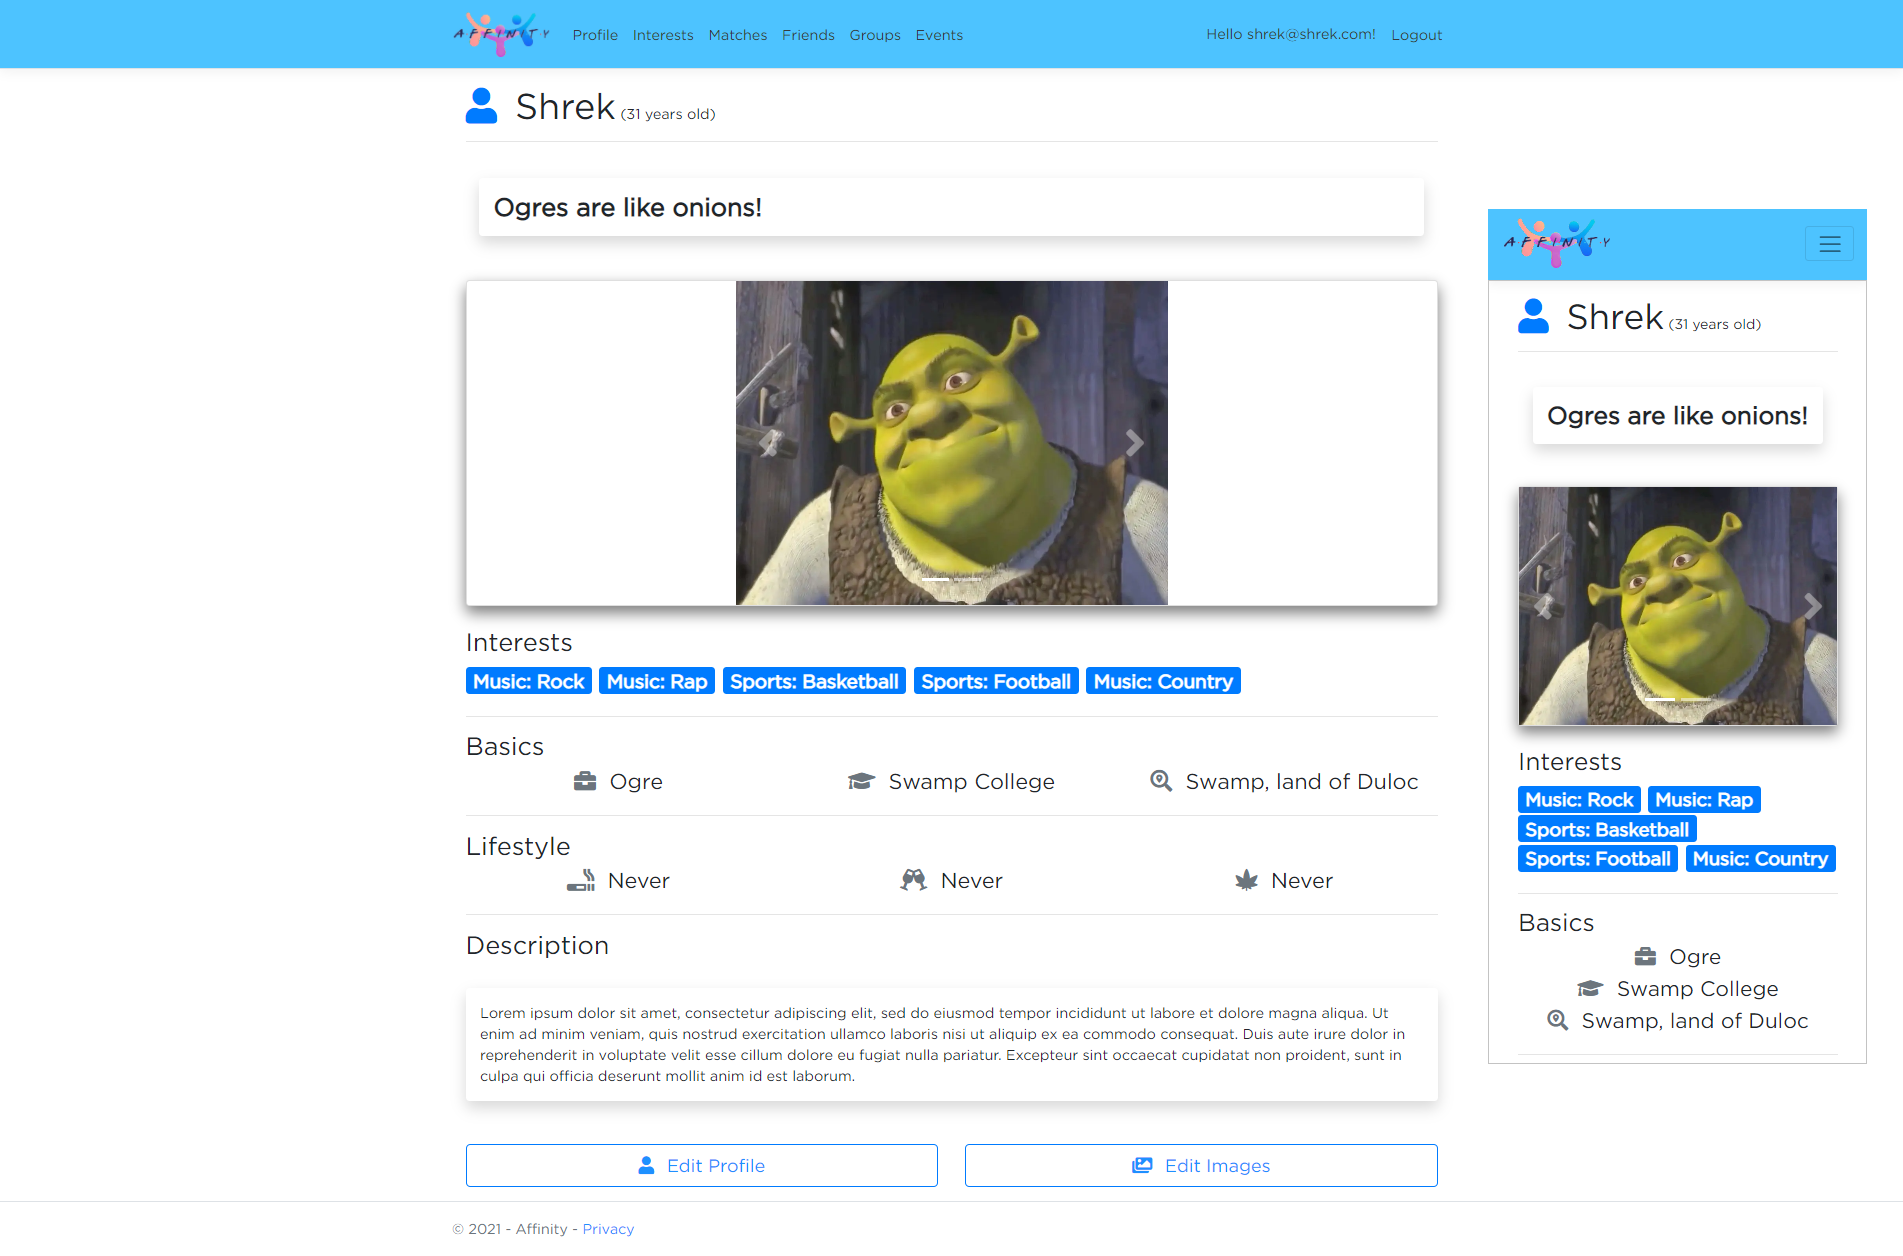 AFFINITY Profile Interests Matches Friends Groups Events Hello shrek@shrek.com! Logout
Shrek (31 years old)
Ogres are like onions!
Interests
Music: Rock Music: Rap Sports: Basketball Sports: Football Music: Country
Basics
Ogre Swamp College Swamp, land of Duloc
Lifestyle
Never Never Never
Description
Lorem ipsum dolor sit amet, consectetur adipiscing elit, sed do eiusmod tempor incididunt ut labore et dolore magna aliqua. Ut
enim ad minim veniam, quis nostrud exercitation ullamco laboris nisi ut aliquip ex ea commodo consequat. Duis aute irure dolor in
reprehenderit in voluptate velit esse cillum dolore eu fugiat nulla pariatur. Excepteur sint occaecat cupidatat non proident, sunt in
culpa qui officia deserunt mollit anim id est laborum.
Edit Profile Edit Images
© 2021 - Affinity - Privacy
AFFINITY
Shrek (31 years old)
Ogres are like onions!
Interests
Music: Rock Music: Rap
Sports: Basketball
Sports: Football Music: Country
Basics
Ogre
Swamp College
Swamp, land of Duloc